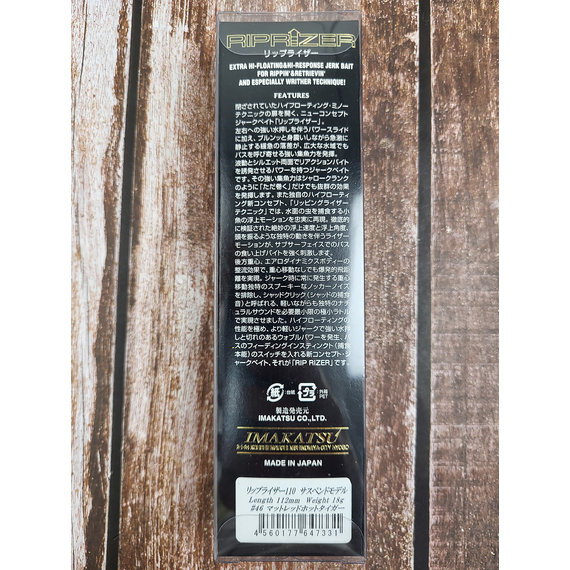 RIPRIZER
リップライザー
EXTRA HI-FLOATING&HI-RESPONSE JERK BAIT
FOR RIPPIN'&RETRIEVIN'
AND ESPECIALLY WRITHER TECHNIQUE!
FEATURES
閉ざされていたハイフローティング・ミノー
テクニックの扉を開く、ニューコンセプト
ジャークベイト「リップライザー」。
左右への強い水押しを伴うパワースライド
に加え、ブルンッと身震いしながら急激に
静止する緩急の落差が、広大な水域でも
バスを呼び寄せる強い集魚力を発揮。
波動とシルエット両面でリアクションバイト
を誘発させるパワーを持つジャークベイト
です。その強い集魚力はシャロークランク
のように「ただ巻く」だけでも抜群の効果
を発揮します。また独自のハイフローティ
ング新コンセプト、「リッピングライザー
テクニック」では、水面の虫を捕食する小
魚の浮上モーションを忠実に再現。徹底的
に検証された絶妙の浮上速度と浮上角度、
頭を振るような独特の動きを伴うライザー
モーションが、サブサーフェイスでのバス
の食い上げバイトを強く刺激します。
後方重心、エアロダイナミクスボディーの
整流効果で、重心移動なしでも爆発的飛距
離を実現。ジャーク時に常に発生する重心
移動独特のスプーキーなノッカーノイズ
を排除し、シャッドクリック(シャッドの捕食
音)と呼ばれる、軽いながらも独特のナチ
ュラルサウンドを必要最小限の極小ラトル
で実現させました。ハイフローティング
の性能を極め、より軽いジャークで強い水押
しと切れのあるウォブルパワーを発生、バ
スのフィーディングインスティンクト(捕食
本能)のスイッチを入れる新コンセプト・ジ
ャークベイト、それが「RIP RIZER」です。
紙 :台紙 プラ :外箱 PET
製造発売元
IMAKATSU CO.,LTD.
IMAKATSU
MADE IN JAPAN
リップライザー110 サスペンドモデル
Length 112mm Weight 18g
#46 マットレッドホットタイガー
4 560177 647331